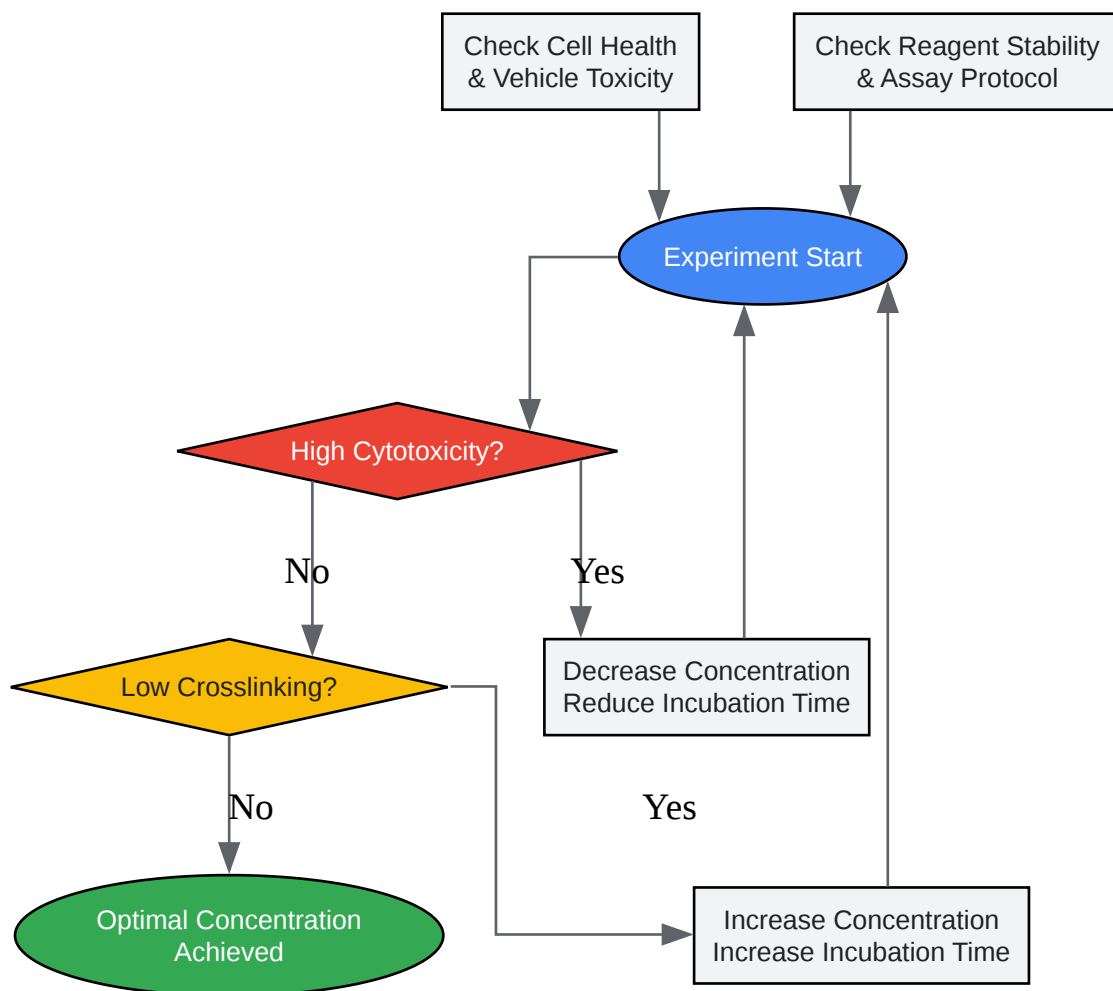 Check Cell Health
& Vehicle Toxicity
Check Reagent Stability
& Assay Protocol
Experiment Start
High Cytotoxicity?
No
Yes
Low Crosslinking?
Decrease Concentration
Reduce Incubation Time
No
Yes
Optimal Concentration
Achieved
Increase Concentration
Increase Incubation Time